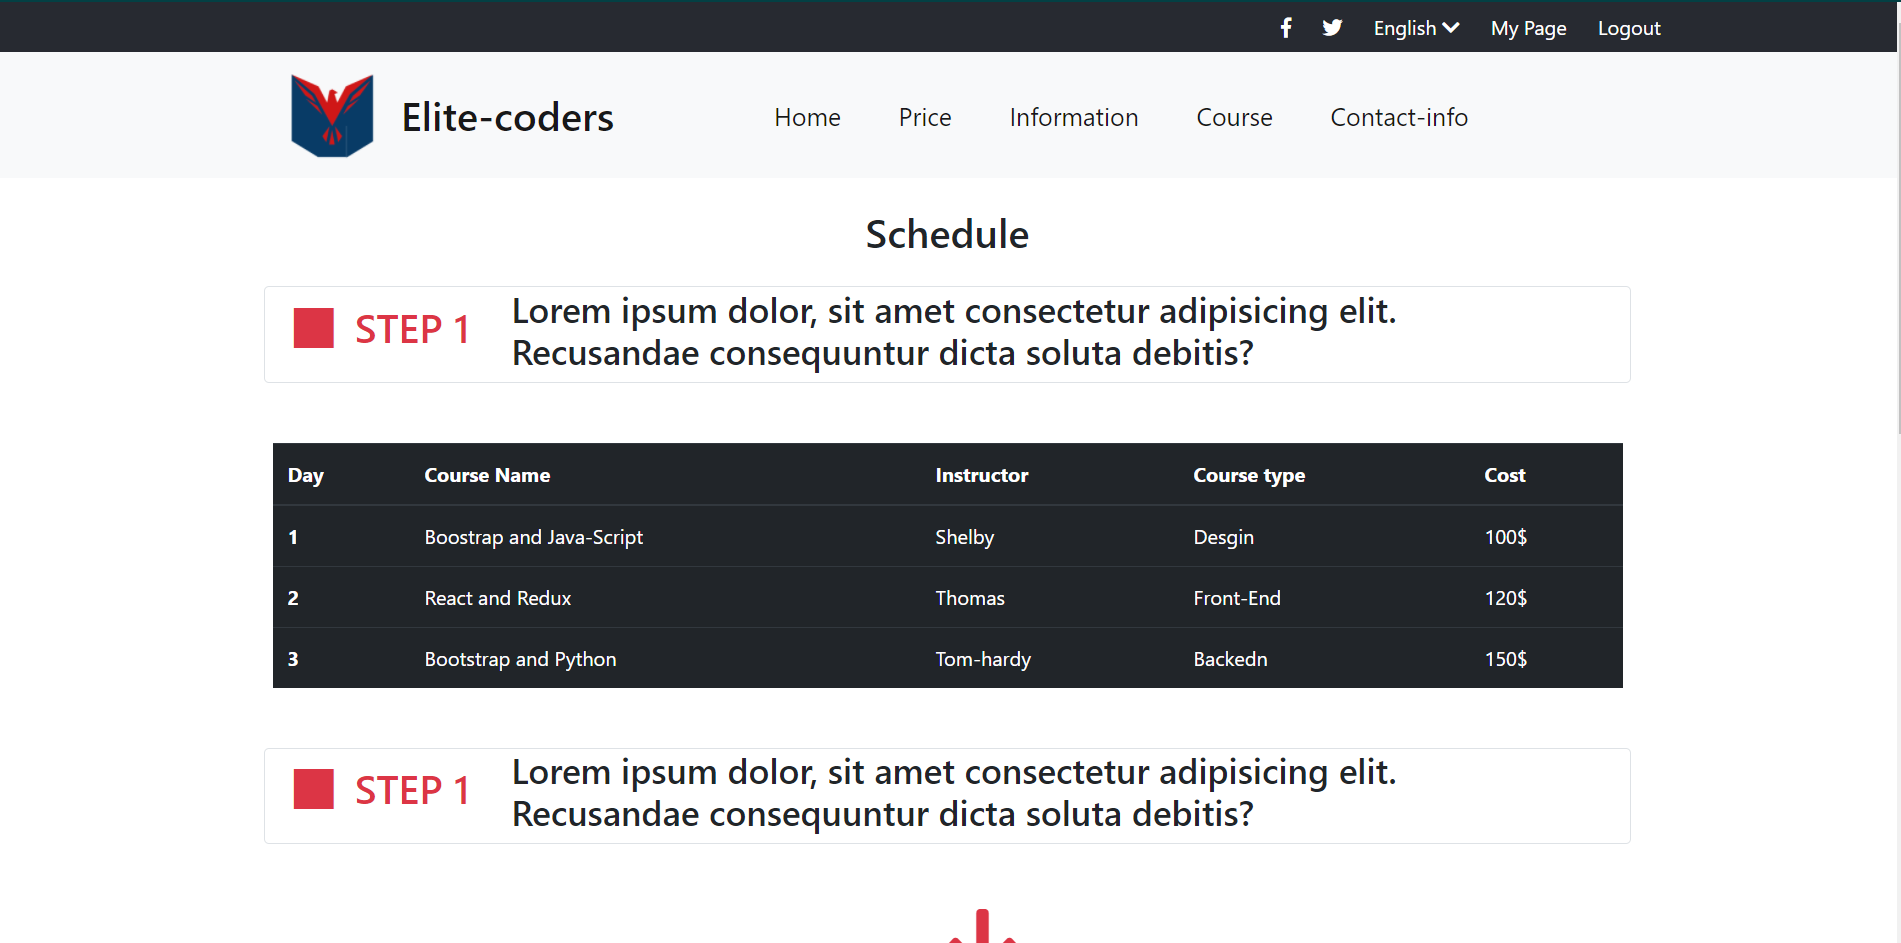 English My Page Logout
Elite-coders Home Price Information Course Contact-info
Schedule
STEP 1
Lorem ipsum dolor, sit amet consectetur adipisicing elit.
Recusandae consequuntur dicta soluta debitis?
Day Course Name Instructor Course type Cost
1 Boostrap and Java-Script Shelby Desgin 100$
2 React and Redux Thomas Front-End 120$
3 Bootstrap and Python Tom-hardy Backedn 150$
STEP 1
Lorem ipsum dolor, sit amet consectetur adipisicing elit.
Recusandae consequuntur dicta soluta debitis?